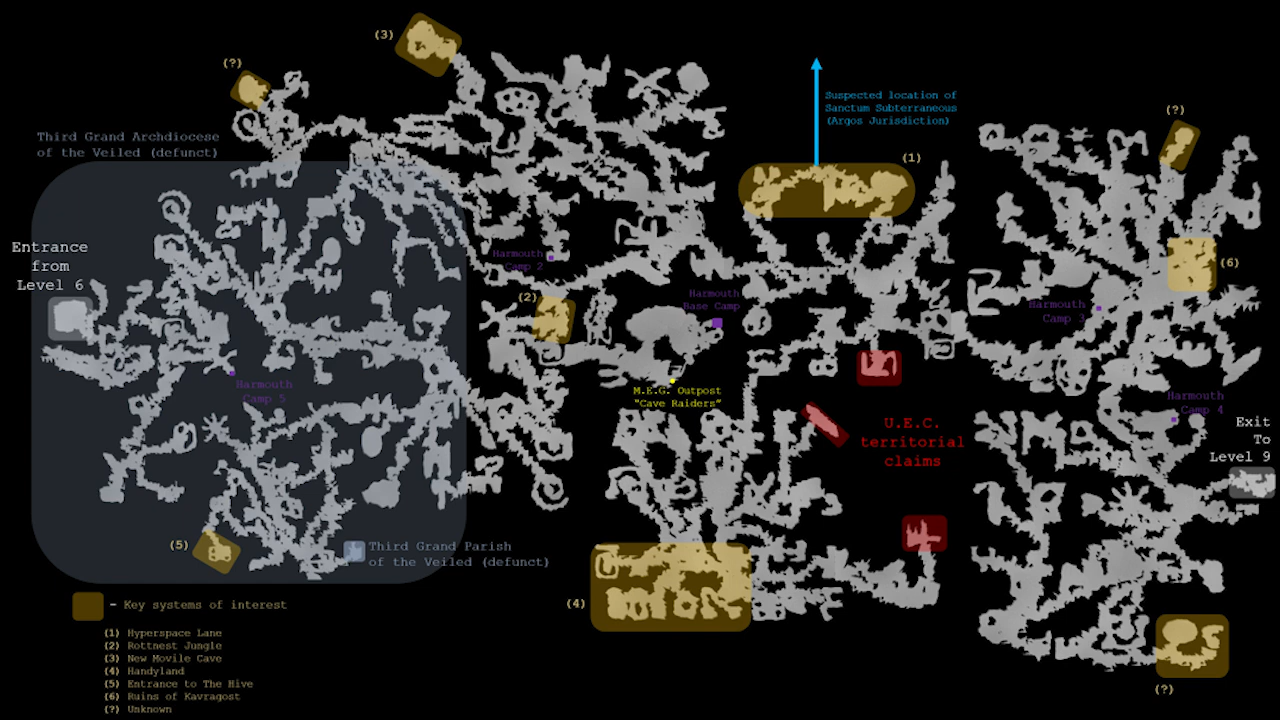 (3)
(?)
Suspected location of
Sanctum Subterraneous
(Argos Jurisdiction)
(?)
Third Grand Archdiocese
of the Veiled (defunct)
(1)
Entrance
from
Level 6
Harmouth
Camp 2
(6)
(2)
Harmouth
Base Camp
Harmouth
Camp 3
Harmouth
Camp 5
M.E.G. Outpost
"Cave Raiders"
Harmouth
Camp 4
U.E.C.
territorial
claims
Exit
To
Level 9
(5)
Third Grand Parish
of the Veiled (defunct)
(4)
- Key systems of interest
(1) Hyperspace Lane
(2) Rottnest Jungle
(3) New Movile Cave
(4) Handyland
(5) Entrance to The Hive
(6) Ruins of Kavragost
(?) Unknown
(?)